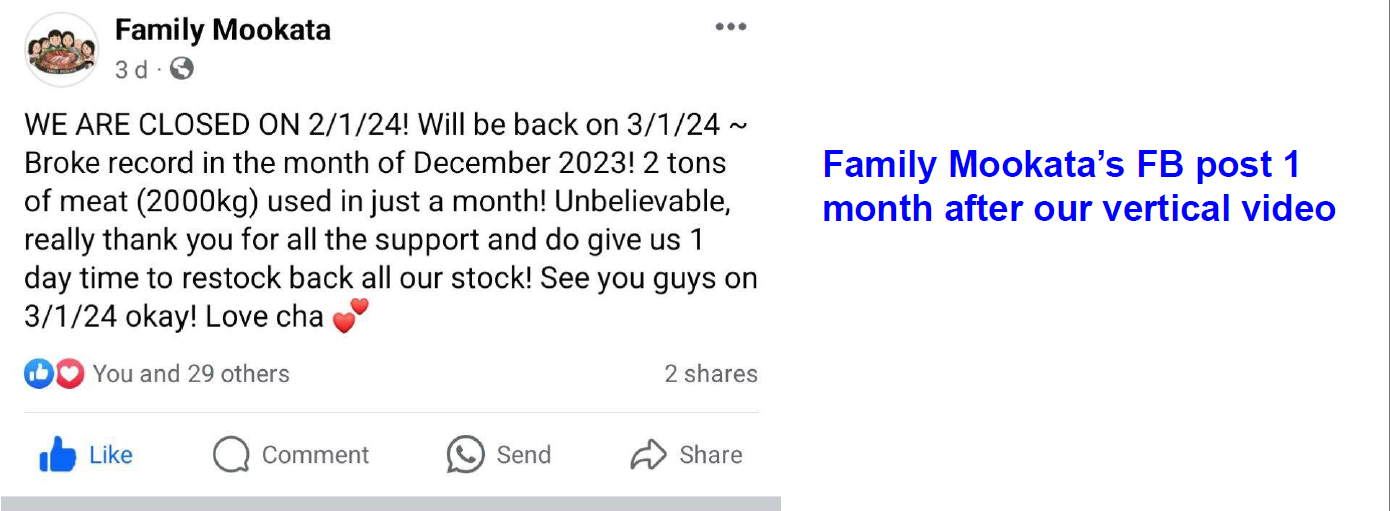 Family Mookata
3 d ·
WE ARE CLOSED ON 2/1/24! Will be back on 3/1/24 ~
Broke record in the month of December 2023! 2 tons
of meat (2000kg) used in just a month! Unbelievable,
really thank you for all the support and do give us 1
day time to restock back all our stock! See you guys on
3/1/24 okay! Love cha 💕
You and 29 others
2 shares
Like
Comment
Send
Share
Family Mookata’s FB post 1
month after our vertical video